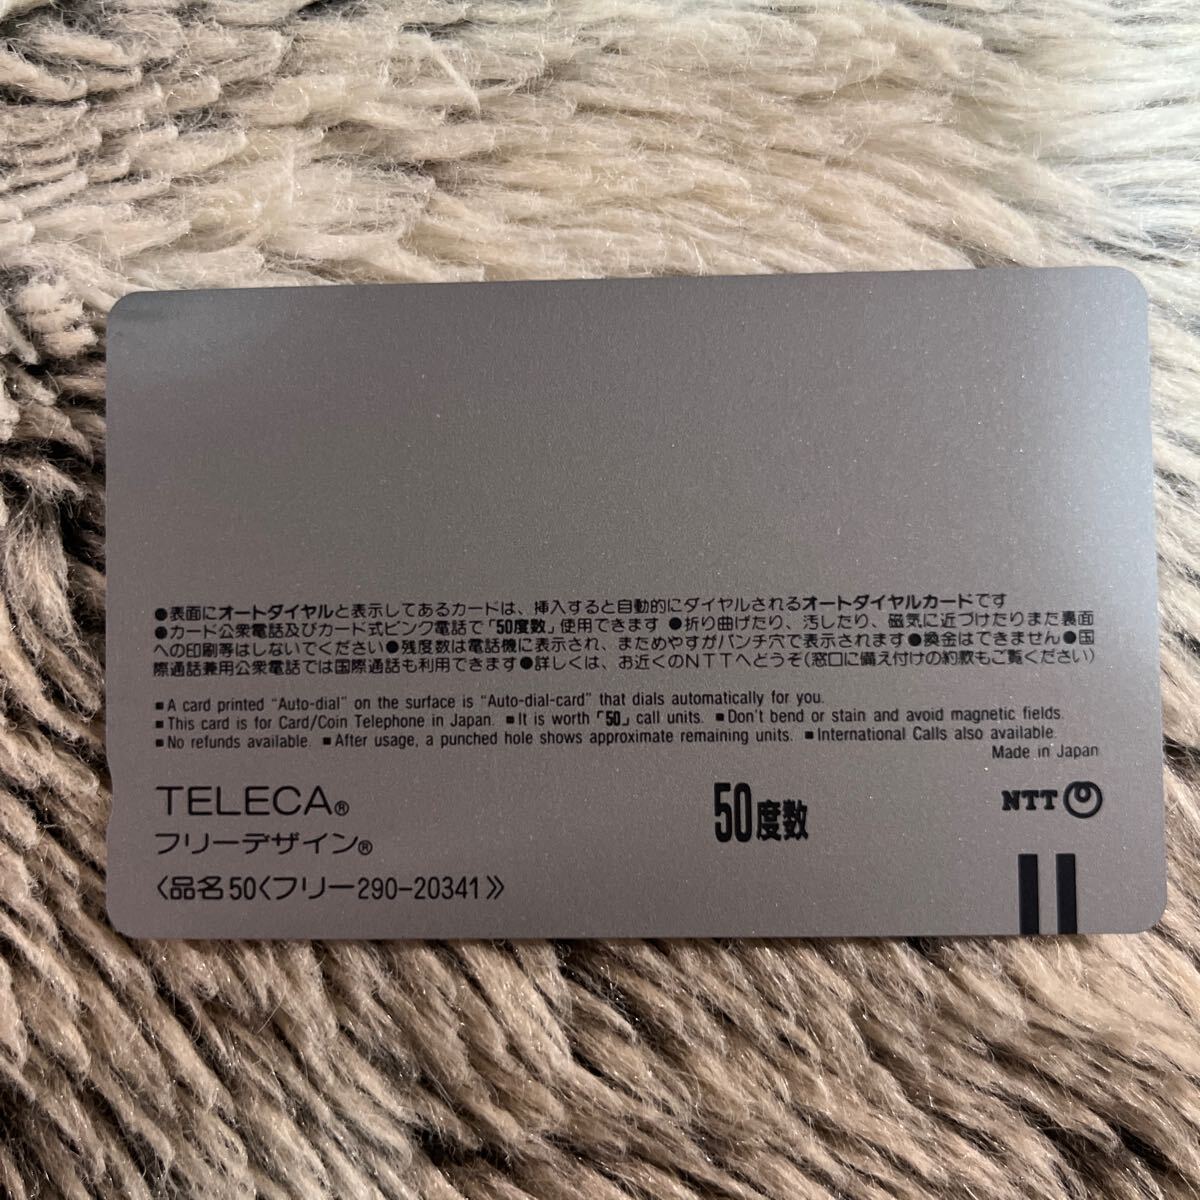 ●表面にオートダイヤルと表示してあるカードは、挿入すると自動的にダイヤルされるオートダイヤルカードです
●カード公衆電話及びカード式ピンク電話で「50度数」使用できます ●折り曲げたり、汚したり、磁気に近づけたりまた裏面
への印刷等はしないでください●残度数は電話機に表示され、まためやすがパンチ穴で表示されます●換金はできません●国
際通話兼用公衆電話では国際通話も利用できます●詳しくは、お近くのNTTへどうぞ(窓口に備え付けの約款もご覧ください)
■A card printed “Auto-dial” on the surface is “Auto-dial-card” that dials automatically for you.
■This card is for Card/Coin Telephone in Japan. ■It is worth「50」call units. ■Don't bend or stain and avoid magnetic fields.
■No refunds available. ■After usage, a punched hole shows approximate remaining units. ■International Calls also available.
Made in Japan
TELECA®
50度数
NTT
フリーデザイン®
〈品名50〈フリー290-20341》